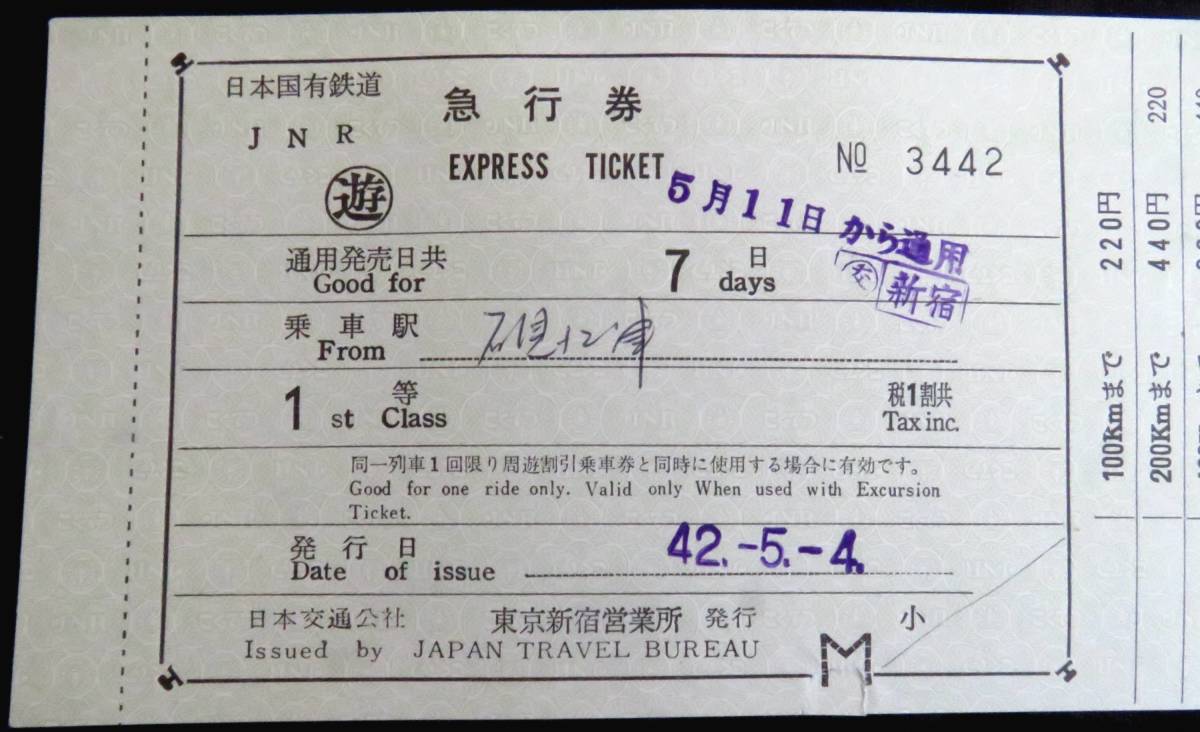 日本国有鉄道
急行券
J N R
EXPRESS TICKET
№ 3442
遊
5月11日から通用
通用発売日共 7 日
Good for days
委 新宿
乗車駅
From
1 等 税1割共
st Class Tax inc.
同一列車1回限り周遊割引乗車券と同時に使用する場合に有効です。
Good for one ride only. Valid only When used with Excursion
Ticket.
発行日 42.-5.-4.
Date of issue
日本交通公社 東京新宿営業所 発行 小
Issued by JAPAN TRAVEL BUREAU
M
100Kmまで 220円
200Kmまで 440円 220